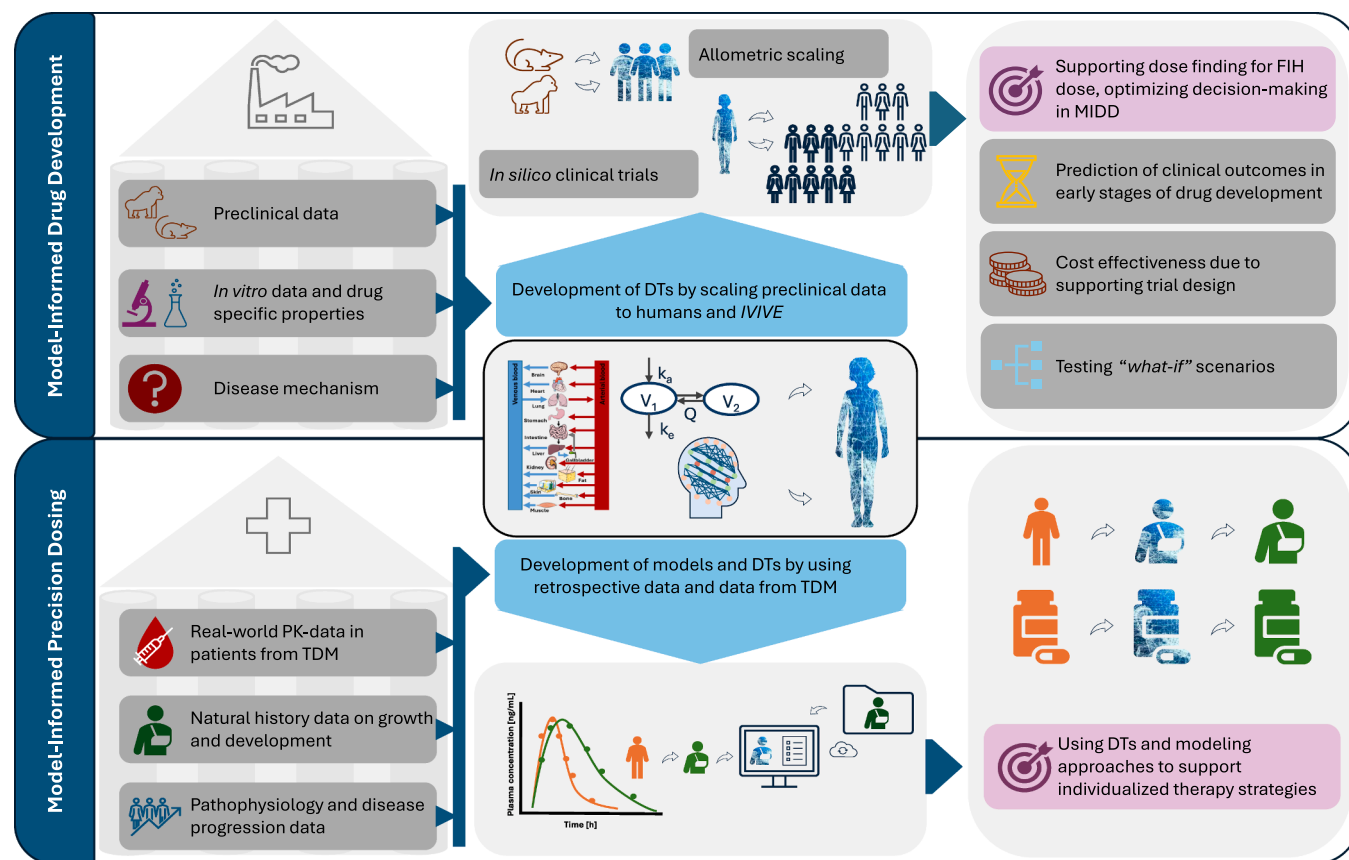 Model-Informed Drug Development
Preclinical data
In vitro data and drug
specific properties
Disease mechanism
Allometric scaling
In silico clinical trials
Development of DTs by scaling preclinical data
to humans and IVIVE
Supporting dose finding for FIH
dose, optimizing decision-making
in MIDD
Prediction of clinical outcomes in
early stages of drug development
Cost effectiveness due to
supporting trial design
Testing “what-if” scenarios
Venous blood
Brain
Heart
Lung
Stomach
Intestine
Liver
Gallbladder
Kidney
Fat
Skin
Bone
Muscle
ka
V1
Q
V2
ke
Model-Informed Precision Dosing
Real-world PK-data in
patients from TDM
Natural history data on growth
and development
Pathophysiology and disease
progression data
Development of models and DTs by using
retrospective data and data from TDM
Plasma concentration [ng/mL]
Time [h]
Using DTs and modeling
approaches to support
individualized therapy strategies